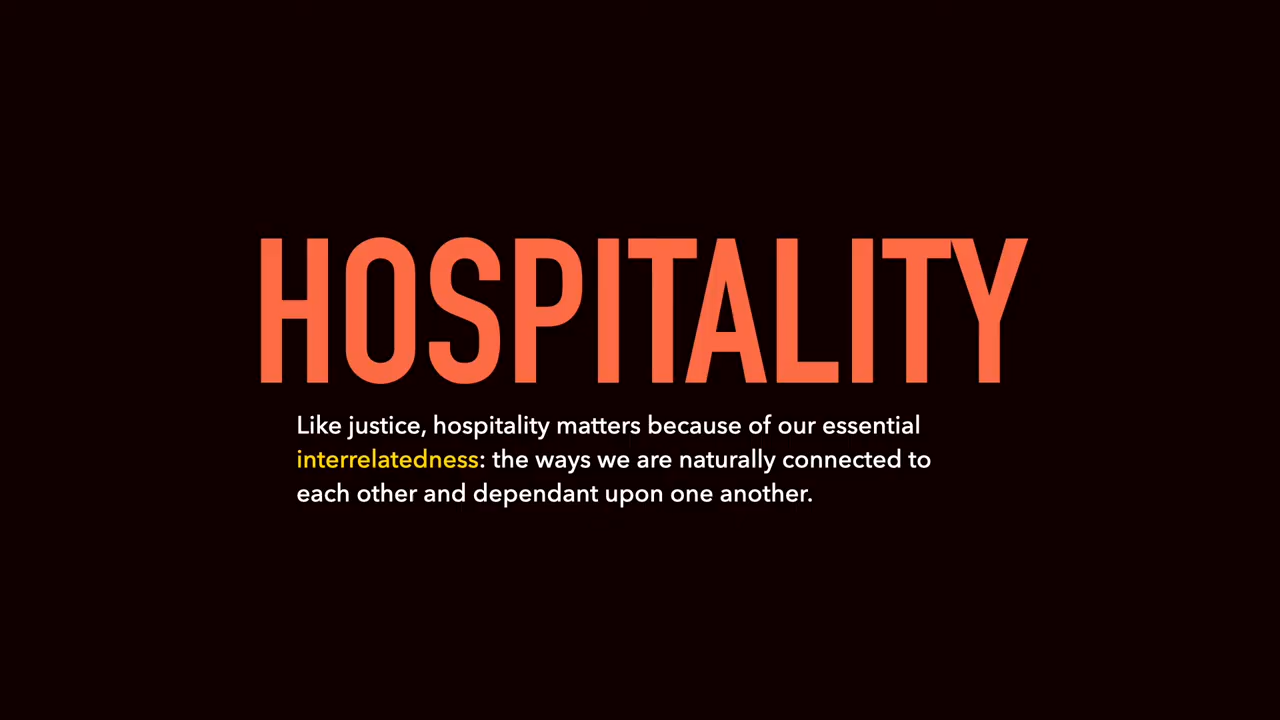 HOSPITALITY
Like justice, hospitality matters because of our essential
interrelatedness: the ways we are naturally connected to
each other and dependant upon one another.